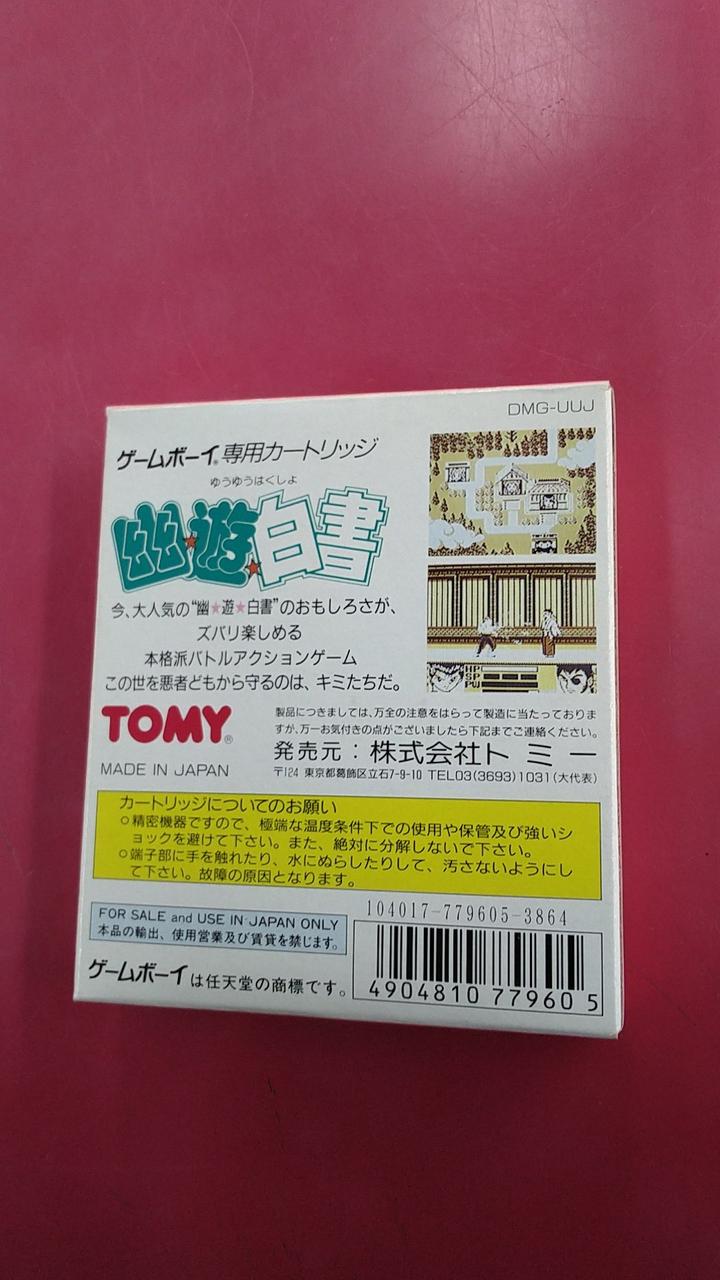 DMG-UUJ
ゲームボーイ®専用カートリッジ
ゆうゆうはくしょ
幽★遊★白書
今、大人気の"幽★遊★白書"のおもしろさが、
ズバリ楽しめる
本格派バトルアクションゲーム
この世を悪者どもから守るのは、キミたちだ。
HP
SP
PW
TOMY®
MADE IN JAPAN
製品につきましては、万全の注意をはらって製造に当たっておりま
すが、万一お気付きの点がございましたら下記までご連絡ください。
発売元:株式会社トミー
〒124 東京都葛飾区立石7-9-10 TEL03(3693)1031(大代表)
カートリッジについてのお願い
○精密機器ですので、極端な温度条件下での使用や保管及び強いシ
ョックを避けて下さい。また、絶対に分解しないで下さい。
○端子部に手を触れたり、水にぬらしたりして、汚さないようにし
て下さい。故障の原因となります。
FOR SALE and USE IN JAPAN ONLY
本品の輸出、使用営業及び賃貸を禁じます。
ゲームボーイは任天堂の商標です。
104017-779605-3864
4904810 77960 5